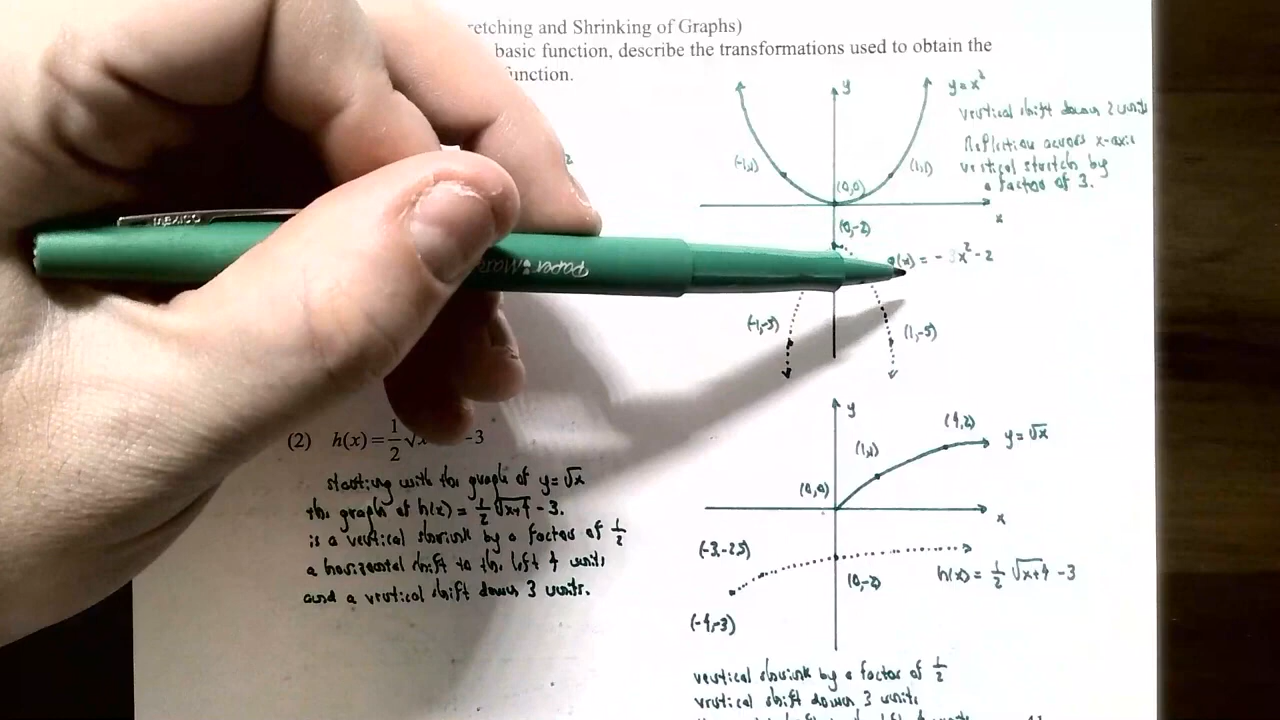 retching and Shrinking of Graphs)
basic function, describe the transformations used to obtain the
function.
y
y=x²
vertical shift down 2 units
Reflection across x-axis
vertical stretch by
a factor of 3.
(-1,1)
(0,0)
(1,1)
x
(0,-2)
g(x) = -3x²-2
(-1,-5)
(1,-5)
MEXICO
Paper Mate
(2) h(x)=1/2√x -3
starting with the graph of y=√x
the graph of h(x) = 1/2√x+4 - 3.
is a vertical shrink by a factor of 1/2
a horizontal shift to the left 4 units
and a vertical shift down 3 units.
y
(4,2)
y=√x
(1,1)
(0,0)
x
(-3,-2.5)
(0,-2)
h(x) = 1/2√x+4 -3
(-4,-3)
vertical shrink by a factor of 1/2
vertical shift down 3 units